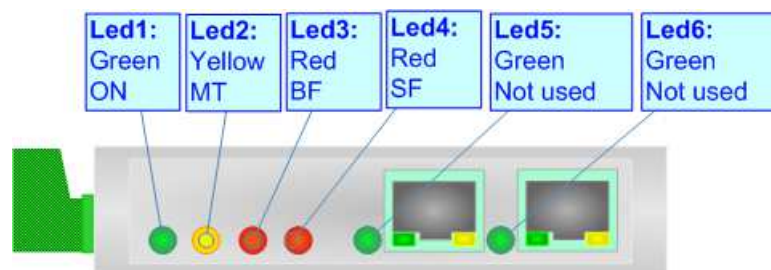 Led1:
Green
ON
Led2:
Yellow
MT
Led3:
Red
BF
Led4:
Red
SF
Led5:
Green
Not used
Led6:
Green
Not used